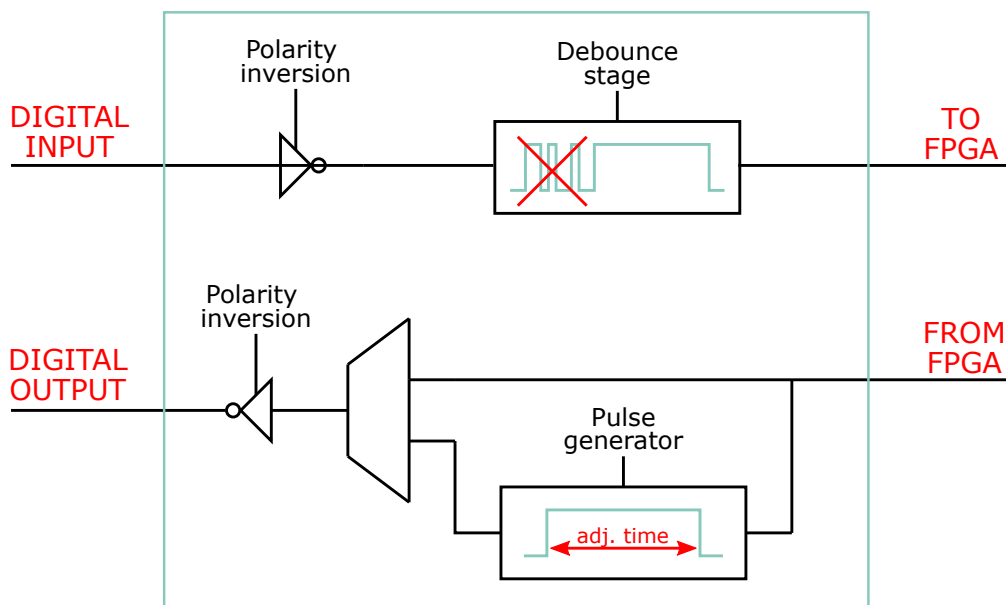 Polarity
inversion
Debounce
stage
DIGITAL
INPUT
TO
FPGA
Polarity
inversion
DIGITAL
OUTPUT
FROM
FPGA
Pulse
generator
adj. time